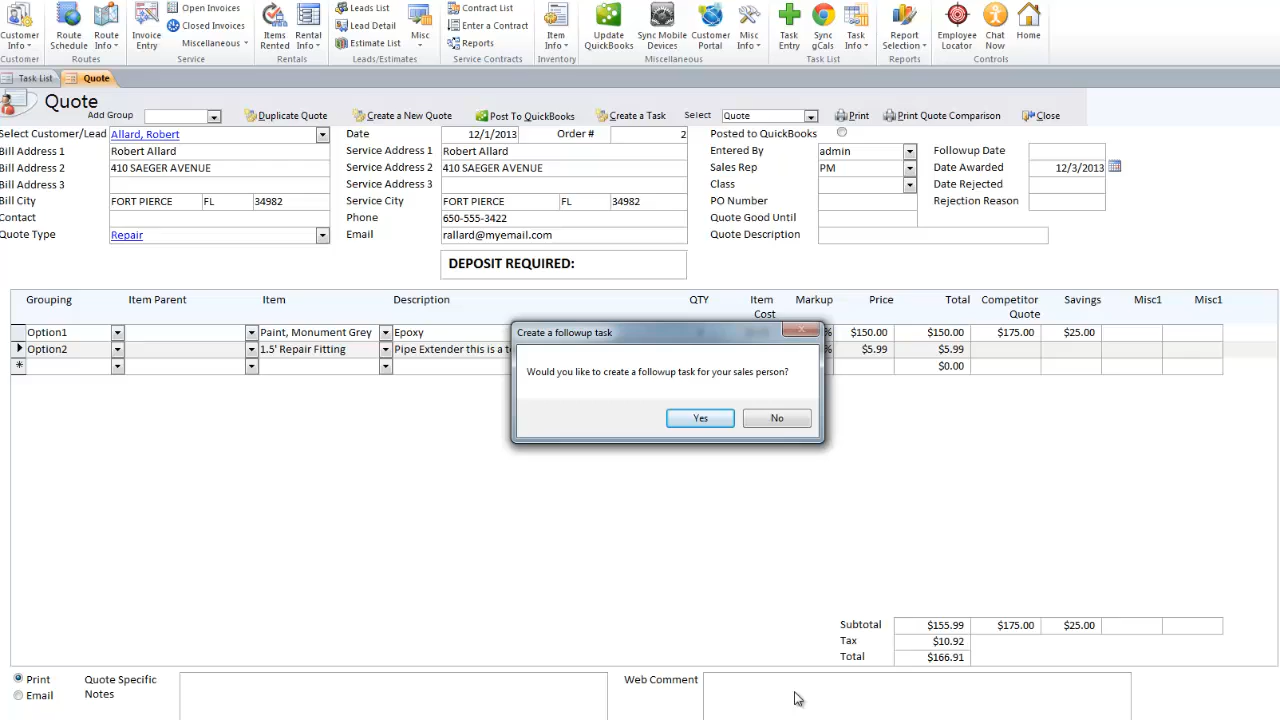 Customer Info Customer
Route Schedule Route Info Routes
Invoice Entry Open Invoices Closed Invoices Miscellaneous Service
Items Rented Rental Info Rentals
Leads List Lead Detail Estimate List Misc Leads/Estimates
Contract List Enter a Contract Reports Service Contracts
Item Info Inventory
Update QuickBooks Sync Mobile Devices Customer Portal Misc Info Miscellaneous
Task Entry Sync gCals Task Info Task List
Report Selection Reports
Employee Locator Chat Now Home Controls
Task List Quote
Quote
Add Group Duplicate Quote Create a New Quote Post To QuickBooks Create a Task Select Quote Print Print Quote Comparison Close
Select Customer/Lead Allard, Robert Date 12/1/2013 Order # 2 Posted to QuickBooks
Bill Address 1 Robert Allard Service Address 1 Robert Allard Entered By admin Followup Date
Bill Address 2 410 SAEGER AVENUE Service Address 2 410 SAEGER AVENUE Sales Rep PM Date Awarded 12/3/2013
Bill Address 3 Service Address 3 Class Date Rejected
Bill City FORT PIERCE FL 34982 Service City FORT PIERCE FL 34982 PO Number Rejection Reason
Contact Phone 650-555-3422 Quote Good Until
Quote Type Repair Email rallard@myemail.com Quote Description
DEPOSIT REQUIRED:
Grouping Item Parent Item Description QTY Item Cost Markup Price Total Competitor Quote Savings Misc1 Misc1
Option1 Paint, Monument Grey Epoxy % $150.00 $150.00 $175.00 $25.00
Option2 1.5' Repair Fitting Pipe Extender this is a % $5.99 $5.99
* $0.00
Create a followup task
Would you like to create a followup task for your sales person?
Yes No
Subtotal $155.99 $175.00 $25.00
Tax $10.92
Total $166.91
Print Quote Specific Notes Web Comment
Email